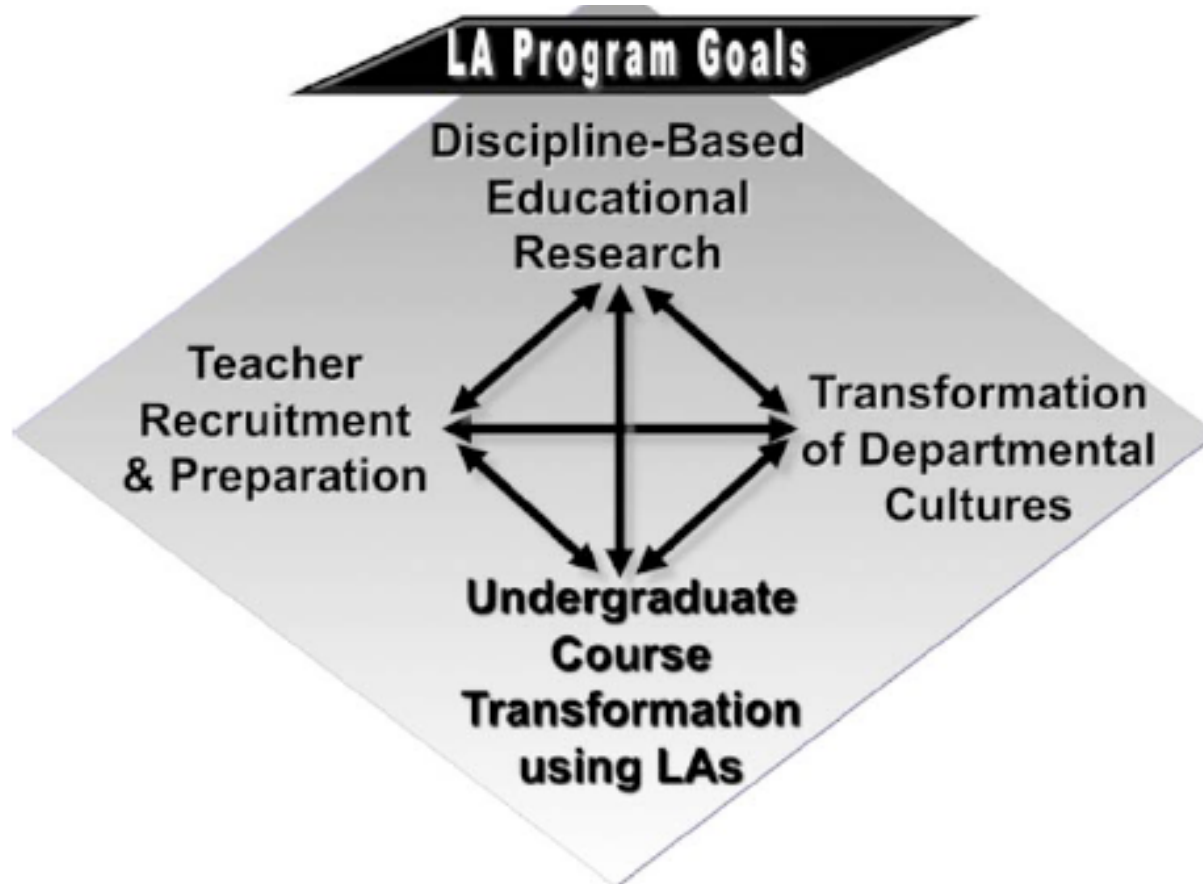 LA Program Goals
Discipline-Based
Educational
Research
Teacher
Recruitment
& Preparation
Transformation
of Departmental
Cultures
Undergraduate
Course
Transformation
using LAs